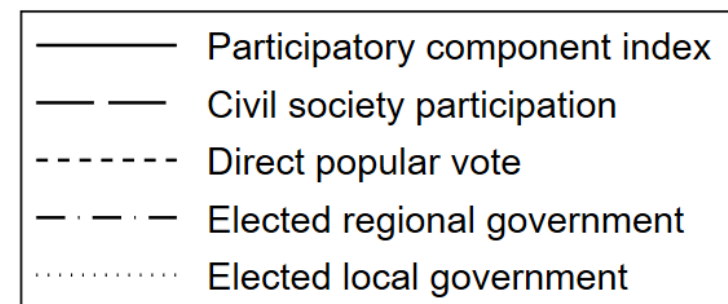 Participatory component index
Civil society participation
Direct popular vote
Elected regional government
Elected local government